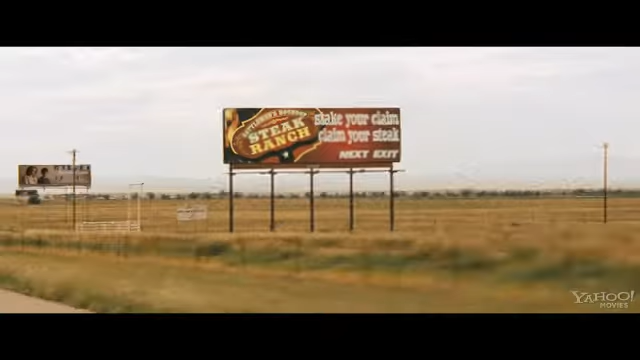 STEAK
RANCH
stake your claim
claim your steak
NEXT EXIT
YAHOO!
MOVIES